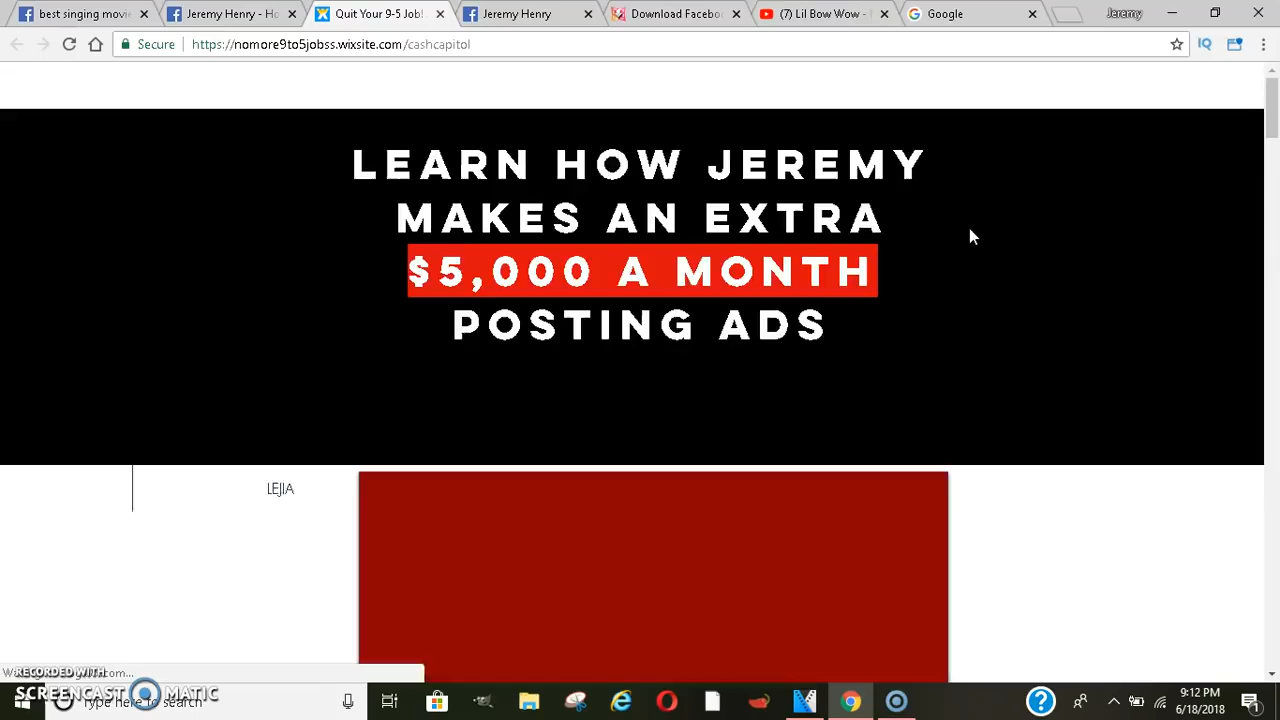 best singing movi
Jeremy Henry - Ho
Quit Your 9-5 Job!
Jeremy Henry
Download Facebo
(7) Lil Bow Wow -
Google
Jeremy
Secure
https://nomore9to5jobss.wixsite.com/cashcapitol
LEARN HOW JEREMY
MAKES AN EXTRA
$5,000 A MONTH
POSTING ADS
LEJIA
RECORDED WITH
SCREENCAST MATIC
Type here to search
9:12 PM
6/18/2018